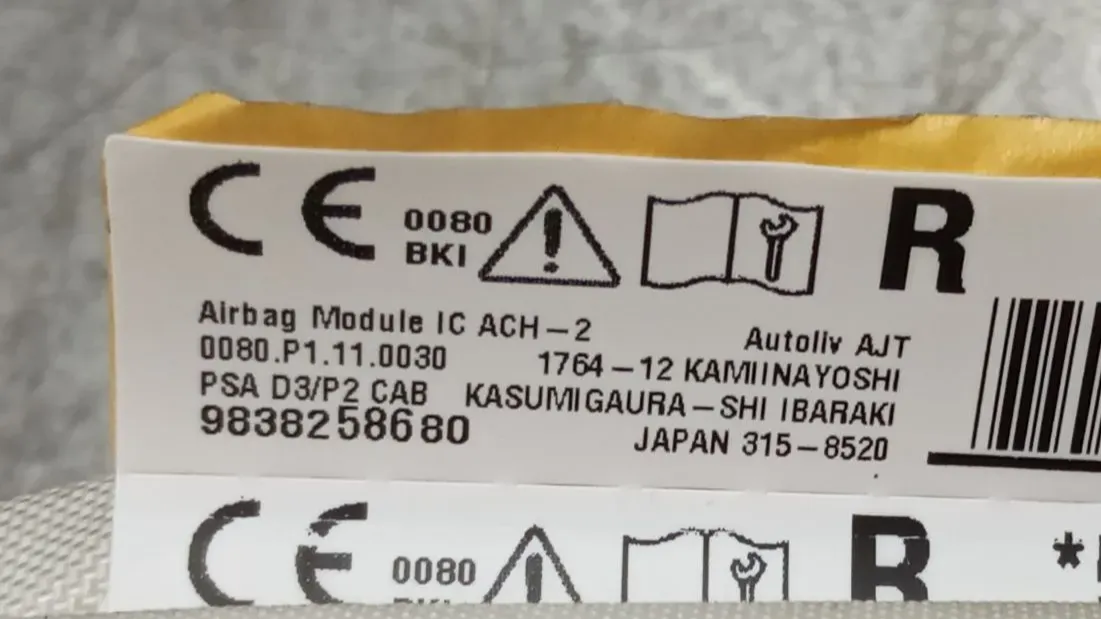 CE 0080 BKI R
Airbag Module IC ACH-2
0080.P1.11.0030
PSA D3/P2 CAB
9838258680
Autoliv AJT
1764-12 KAMIINAYOSHI
KASUMIGAURA-SHI IBARAKI
JAPAN 315-8520
CE 0080 BKI R *